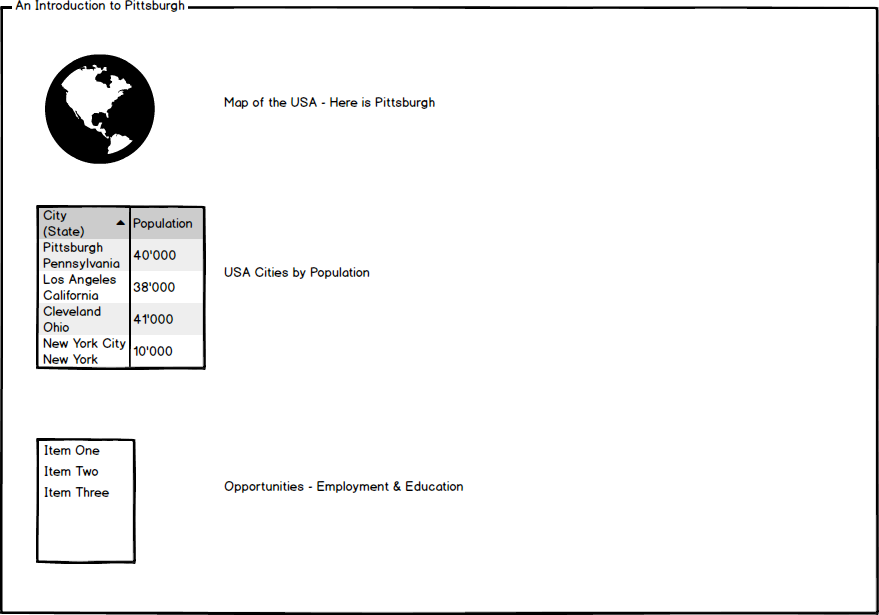 An Introduction to Pittsburgh
Map of the USA - Here is Pittsburgh
City
(State)
Population
Pittsburgh
Pennsylvania
40'000
Los Angeles
California
38'000
Cleveland
Ohio
41'000
New York City
New York
10'000
USA Cities by Population
Item One
Item Two
Item Three
Opportunities - Employment & Education